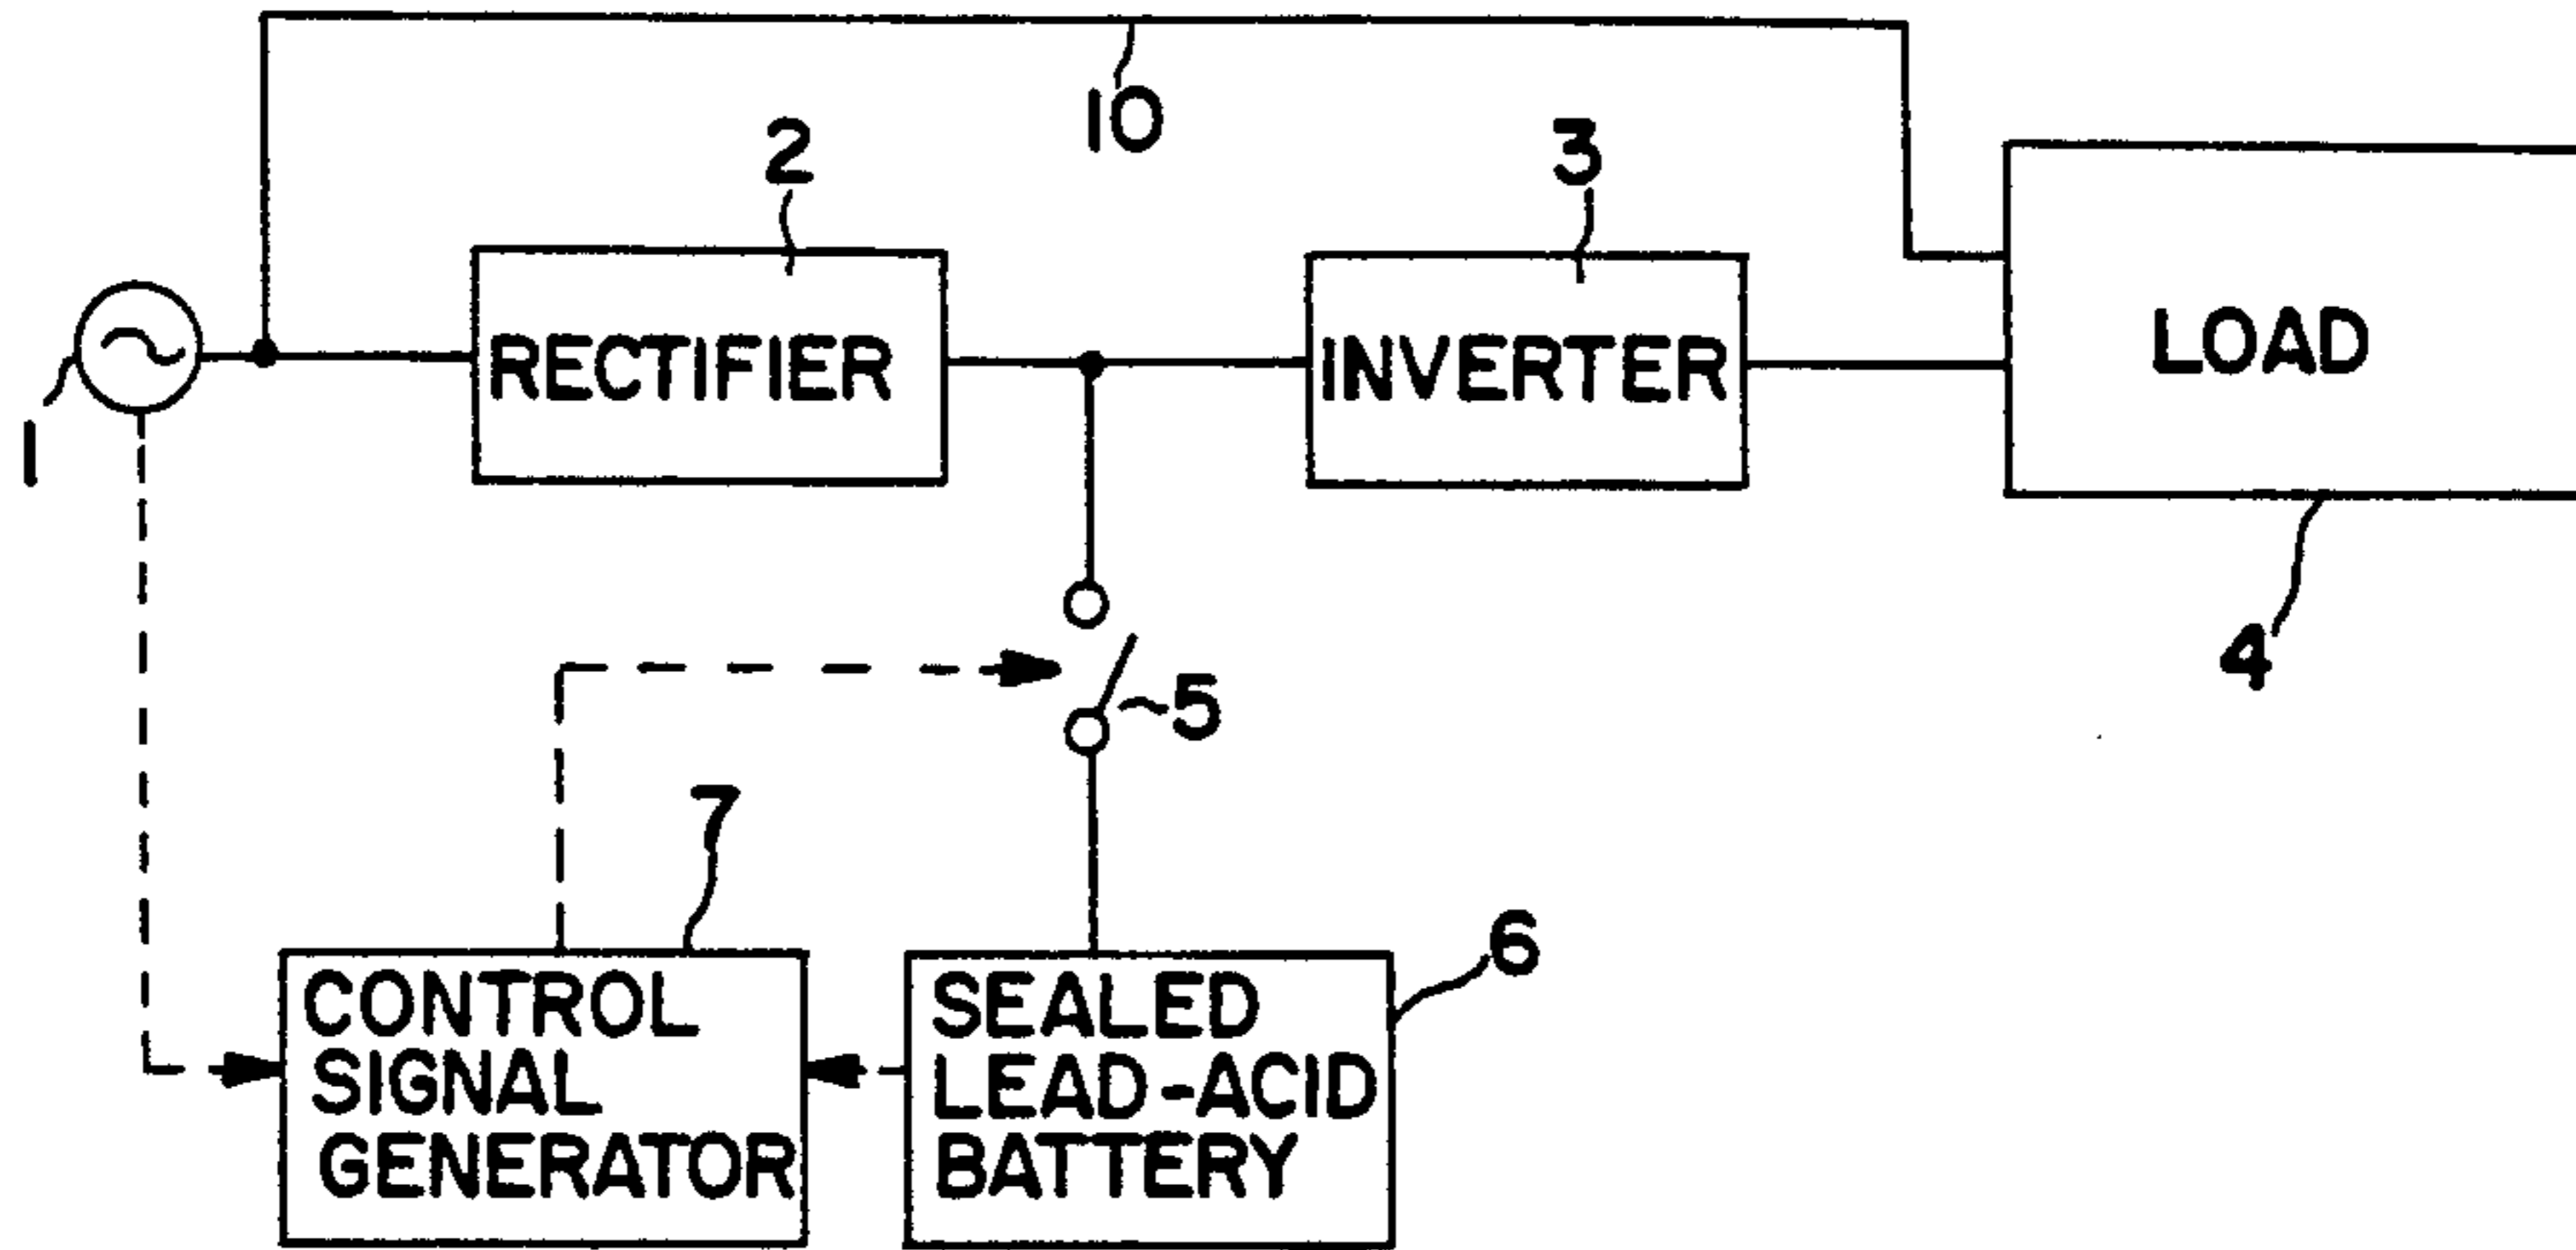 10
2
3
RECTIFIER
INVERTER
LOAD
1
4
5
7
6
CONTROL
SIGNAL
GENERATOR
SEALED
LEAD-ACID
BATTERY